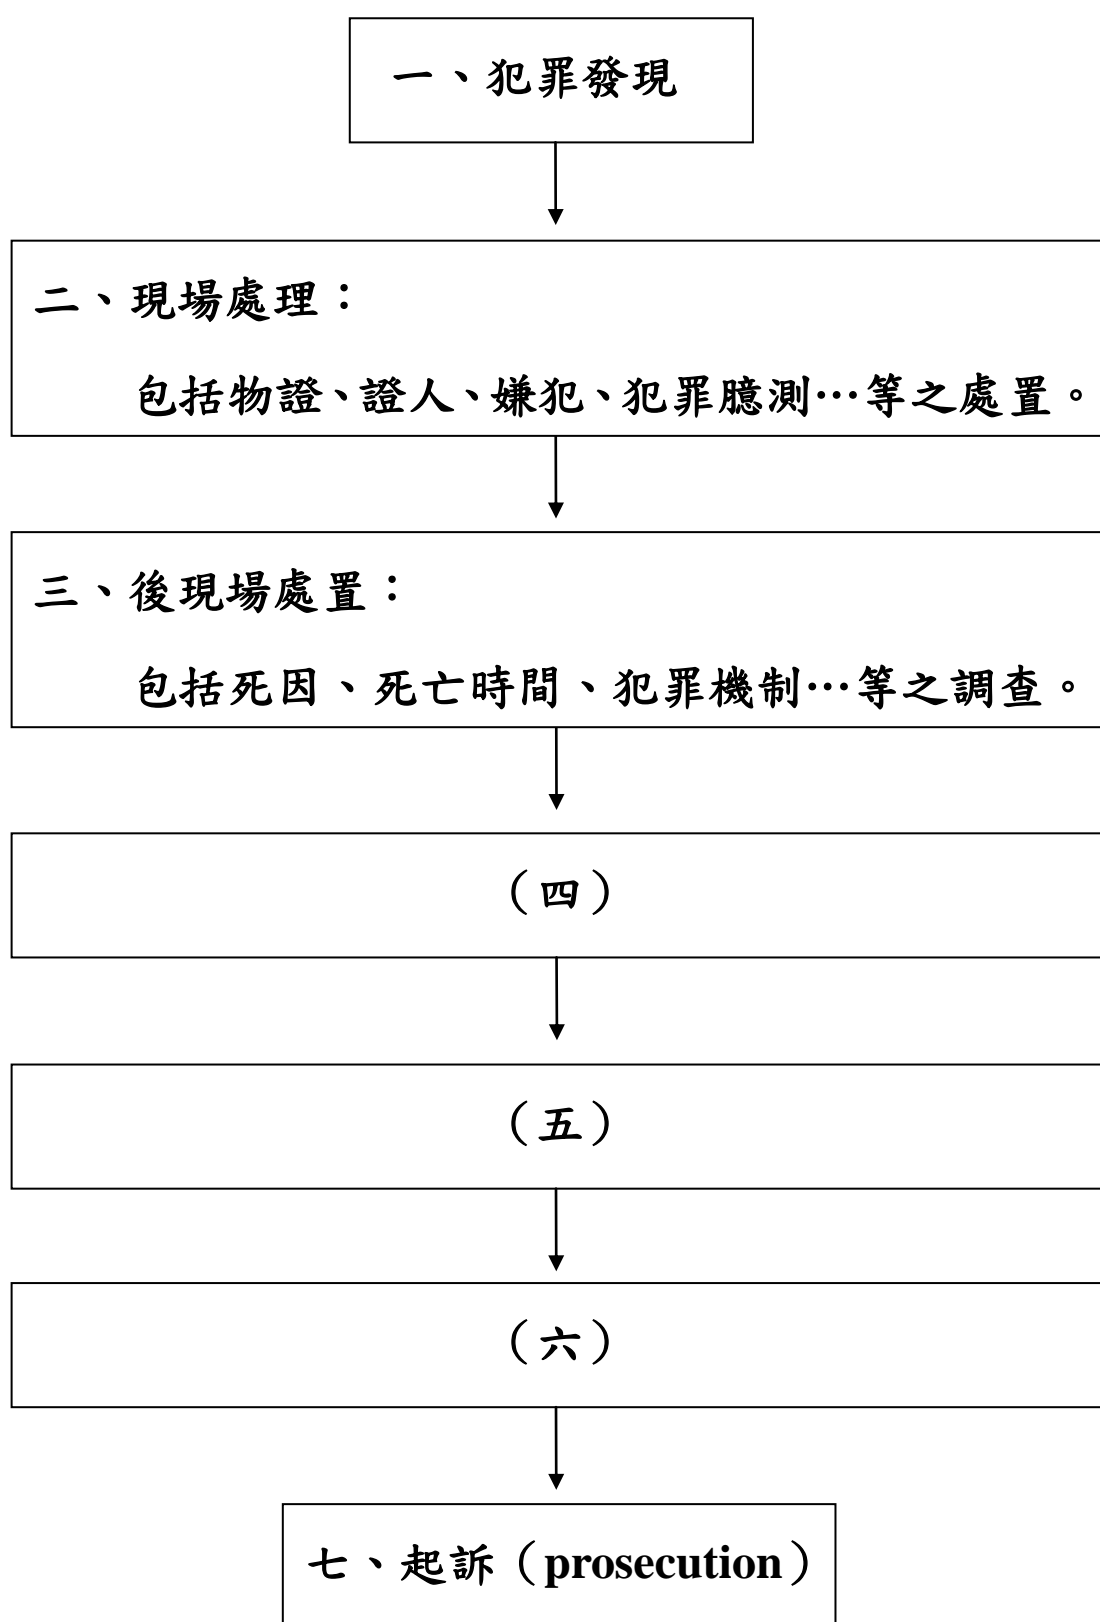 一、犯罪發現
二、現場處理：
包括物證、證人、嫌犯、犯罪臆測…等之處置。
三、後現場處置：
包括死因、死亡時間、犯罪機制…等之調查。
（四）
（五）
（六）
七、起訴（prosecution）